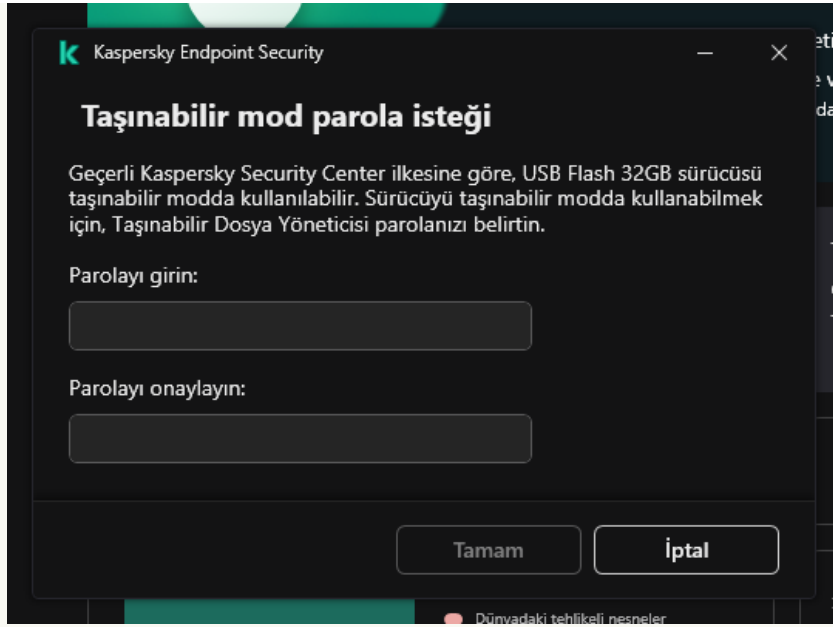 Kaspersky Endpoint Security
Taşınabilir mod parola isteği
Geçerli Kaspersky Security Center ilkesine göre, USB Flash 32GB sürücüsü
taşınabilir modda kullanılabilir. Sürücüyü taşınabilir modda kullanabilmek
için, Taşınabilir Dosya Yöneticisi parolanızı belirtin.
Parolayı girin:
Parolayı onaylayın:
Tamam
İptal
Dünyadaki tehlikeli nesneler